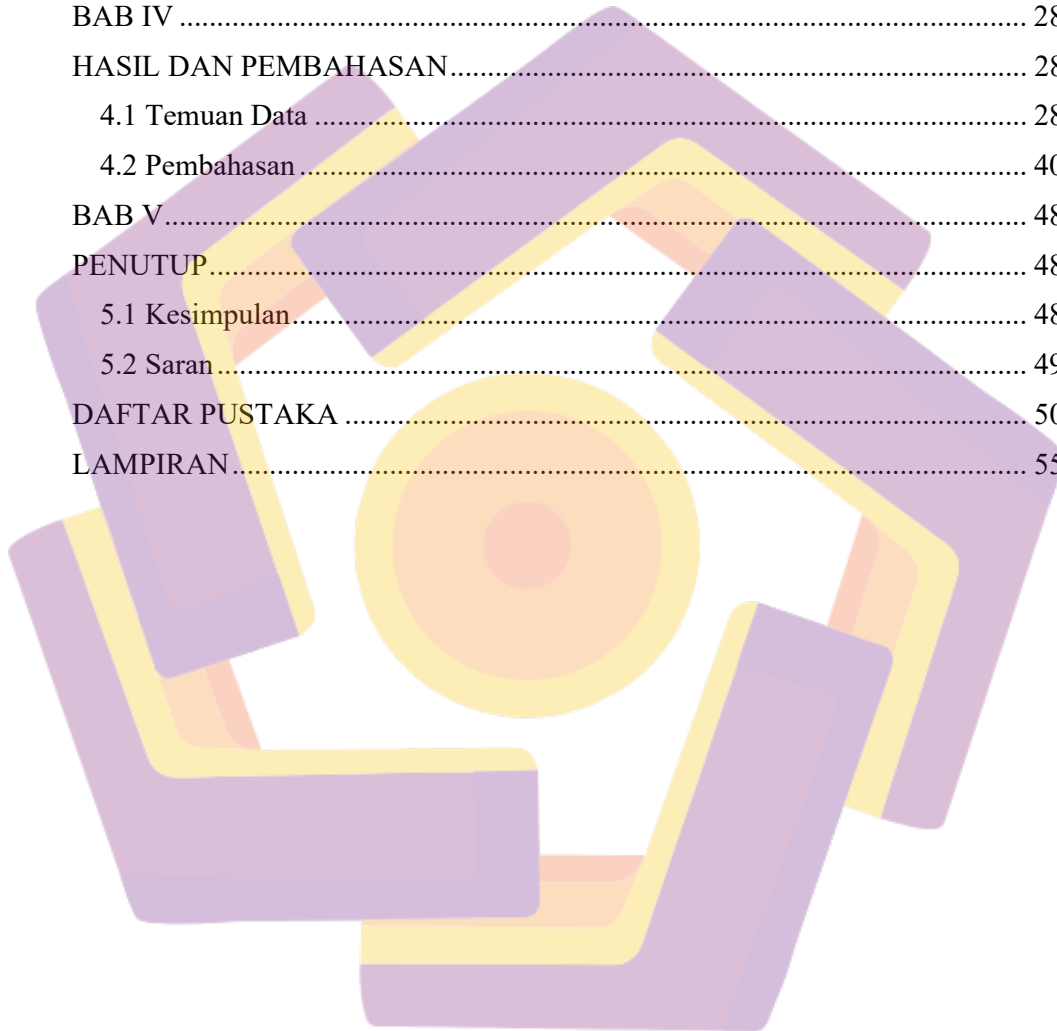 BAB IV ........................................................................................................ 28
HASIL DAN PEMBAHASAN ........................................................................ 28
4.1 Temuan Data ........................................................................................ 28
4.2 Pembahasan .......................................................................................... 40
BAB V .......................................................................................................... 48
PENUTUP ..................................................................................................... 48
5.1 Kesimpulan ........................................................................................... 48
5.2 Saran ..................................................................................................... 49
DAFTAR PUSTAKA ..................................................................................... 50
LAMPIRAN .................................................................................................. 55